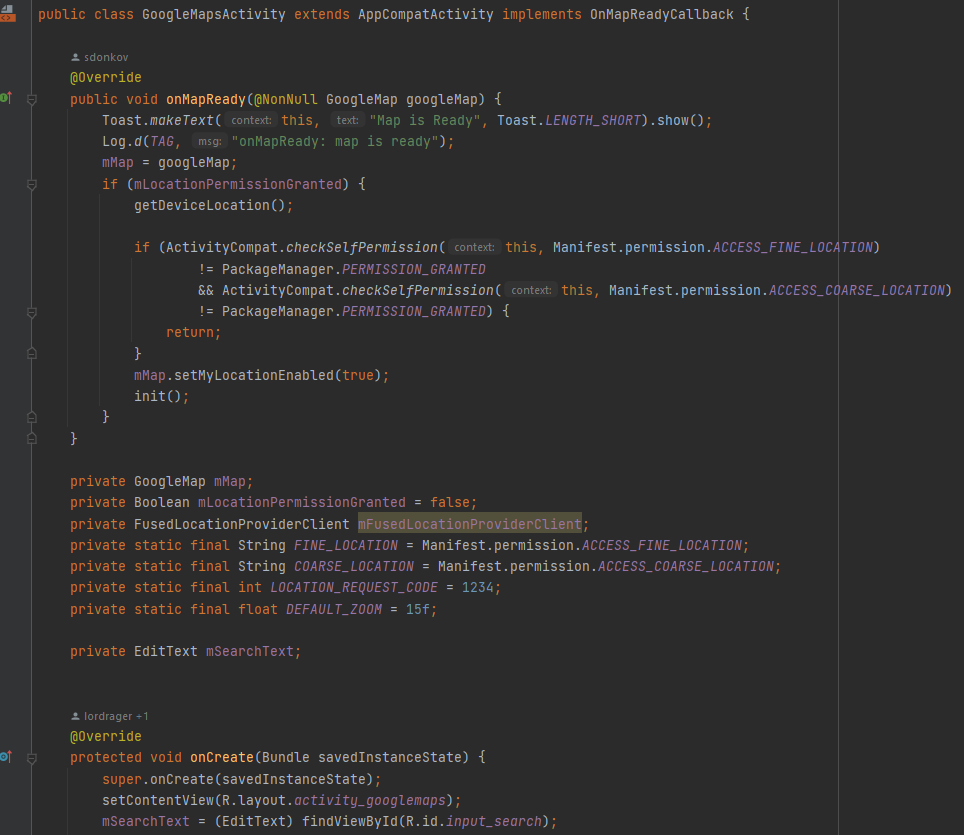 public class GoogleMapsActivity extends AppCompatActivity implements OnMapReadyCallback {
sdonkov
@Override
public void onMapReady(@NonNull GoogleMap googleMap) {
Toast.makeText( context: this, text: "Map is Ready", Toast.LENGTH_SHORT).show();
Log.d(TAG, msg: "onMapReady: map is ready");
mMap = googleMap;
if (mLocationPermissionGranted) {
getDeviceLocation();
if (ActivityCompat.checkSelfPermission( context: this, Manifest.permission.ACCESS_FINE_LOCATION)
!= PackageManager.PERMISSION_GRANTED
&& ActivityCompat.checkSelfPermission( context: this, Manifest.permission.ACCESS_COARSE_LOCATION)
!= PackageManager.PERMISSION_GRANTED) {
return;
}
mMap.setMyLocationEnabled(true);
init();
}
}
private GoogleMap mMap;
private Boolean mLocationPermissionGranted = false;
private FusedLocationProviderClient mFusedLocationProviderClient;
private static final String FINE_LOCATION = Manifest.permission.ACCESS_FINE_LOCATION;
private static final String COARSE_LOCATION = Manifest.permission.ACCESS_COARSE_LOCATION;
private static final int LOCATION_REQUEST_CODE = 1234;
private static final float DEFAULT_ZOOM = 15f;
private EditText mSearchText;
lordrager +1
@Override
protected void onCreate(Bundle savedInstanceState) {
super.onCreate(savedInstanceState);
setContentView(R.layout.activity_googlemaps);
mSearchText = (EditText) findViewById(R.id.input_search);